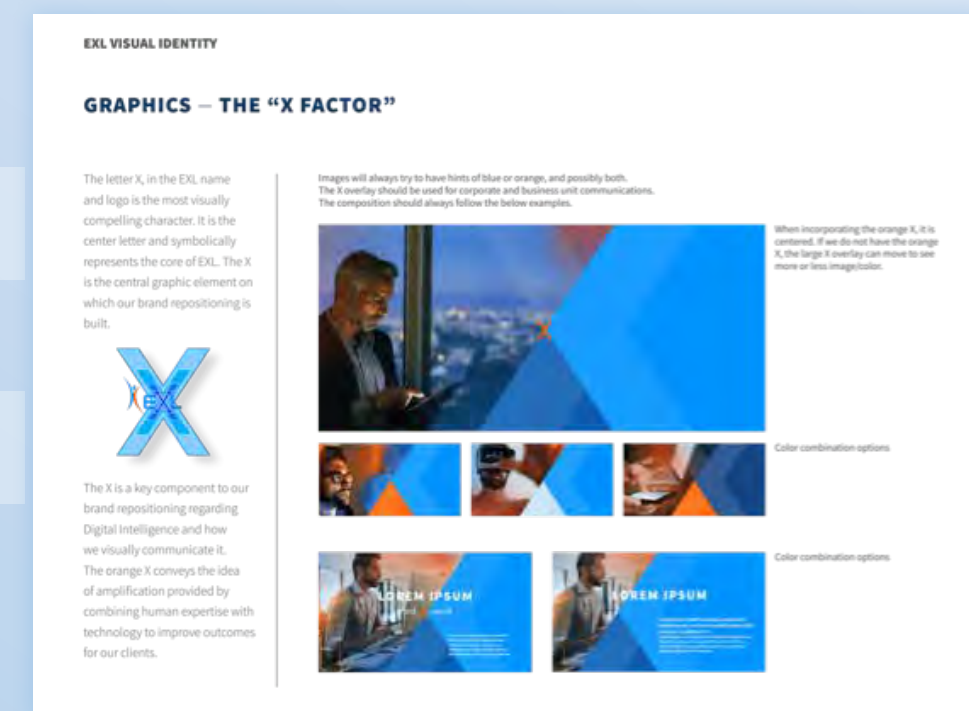 EXL VISUAL IDENTITY
GRAPHICS – THE “X FACTOR”
The letter X, in the EXL name
and logo is the most visually
compelling character. It is the
center letter and symbolically
represents the core of EXL. The X
is the central graphic element on
which our brand repositioning is
built.
EXL
The X is a key component to our
brand repositioning regarding
Digital Intelligence and how
we visually communicate it.
The orange X conveys the idea
of amplification provided by
combining human expertise with
technology to improve outcomes
for our clients.
Images will always try to have hints of blue or orange, and possibly both.
The X overlay should be used for corporate and business unit communications.
The composition should always follow the below examples.
When incorporating the orange X, it is
centered. If we do not have the orange
X, the large X overlay can move to see
more or less image/color.
X
Color combination options
LOREM IPSUM
LOREM IPSUM
Color combination options